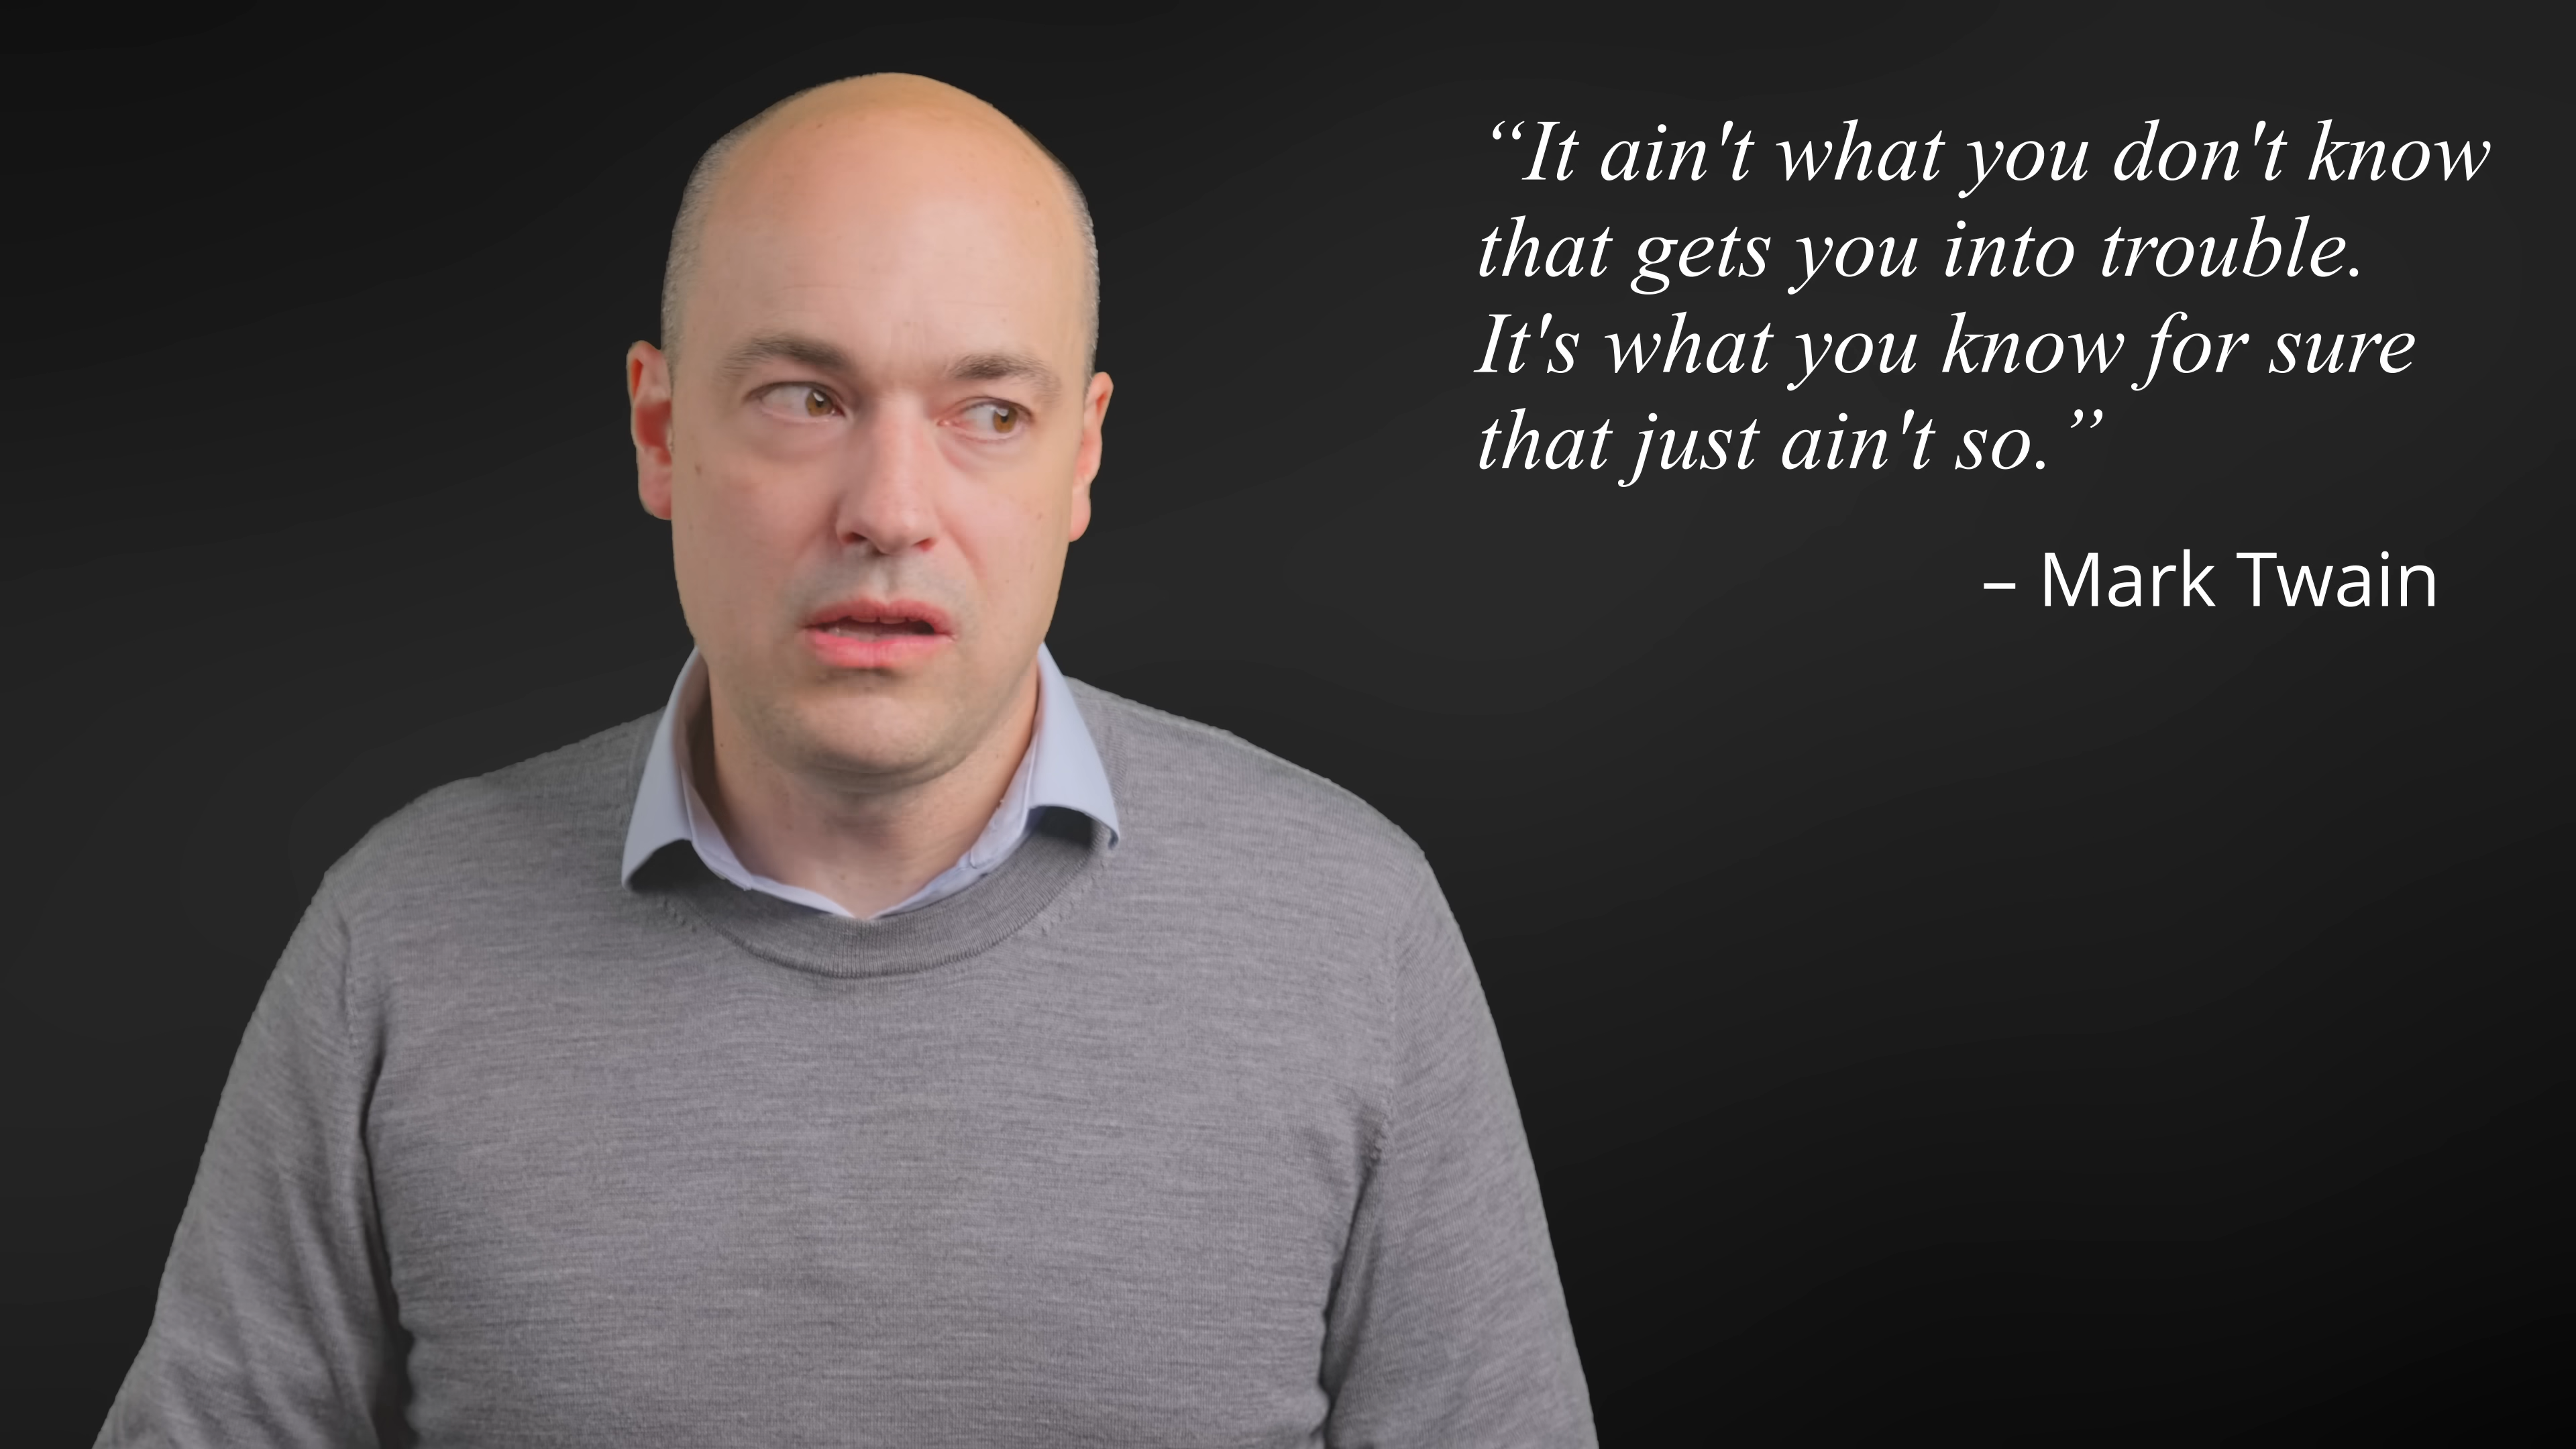 “It ain't what you don't know
that gets you into trouble.
It's what you know for sure
that just ain't so.”
– Mark Twain